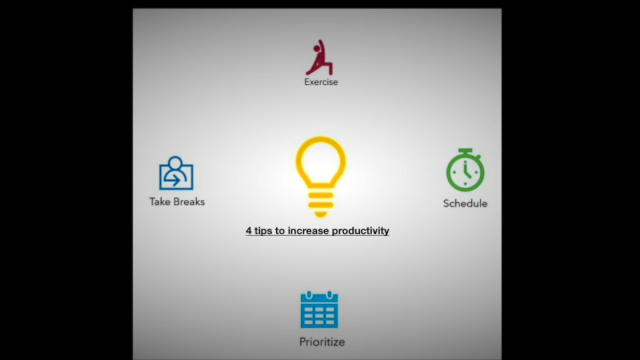 Exercise
Take Breaks
Schedule
4 tips to increase productivity
Prioritize